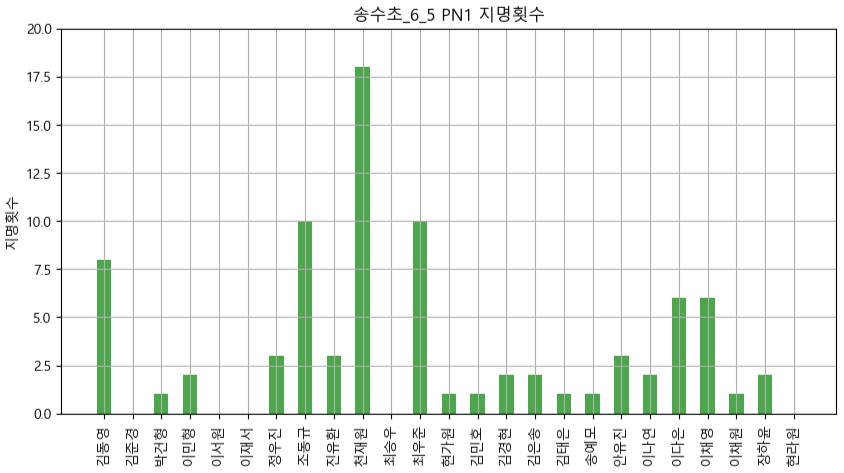 송수초_6_5 PN1 지명횟수
20.0
17.5
15.0
12.5
10.0
7.5
5.0
2.5
0.0
지명횟수
김동영
김준경
박건형
이민형
이서원
이재서
정우진
조동규
진유환
천재원
최승우
최우준
현가원
김민호
김경현
김은송
김태은
송예모
안유진
이나연
이다은
이채영
이채원
장하윤
현라원